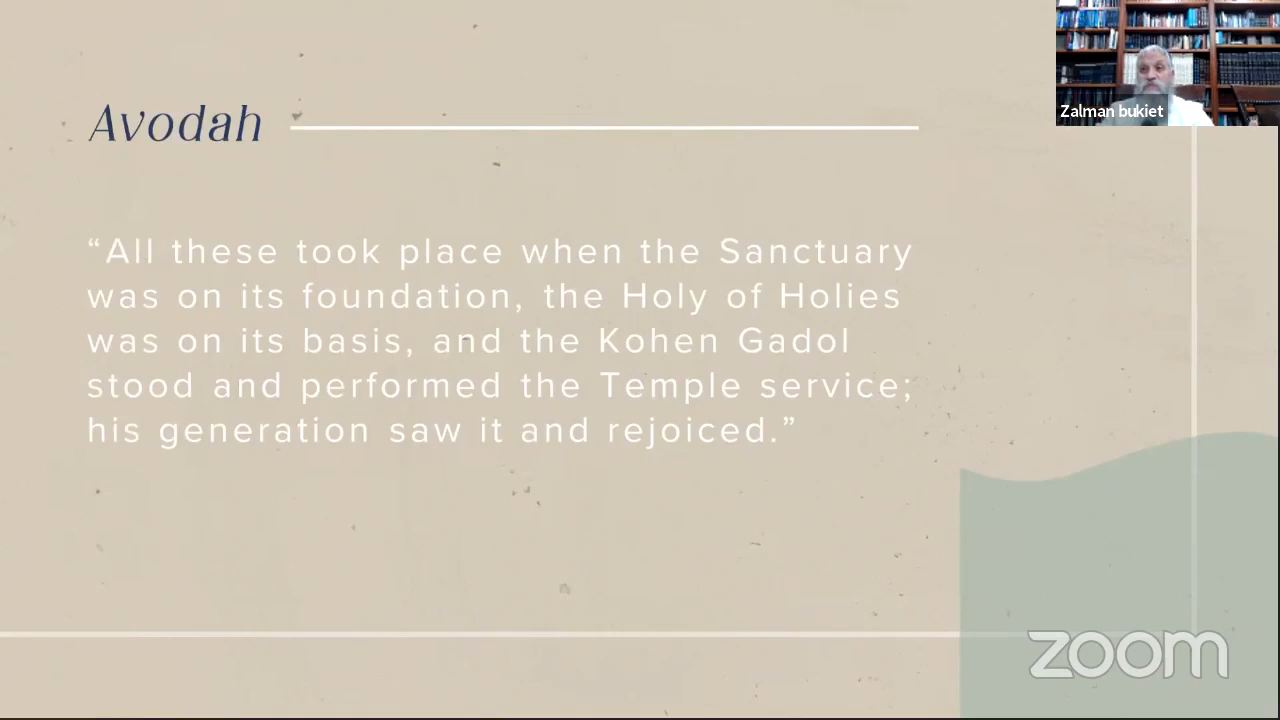 Zalman bukiet
Avodah
“All these took place when the Sanctuary
was on its foundation, the Holy of Holies
was on its basis, and the Kohen Gadol
stood and performed the Temple service;
his generation saw it and rejoiced.”
zoom